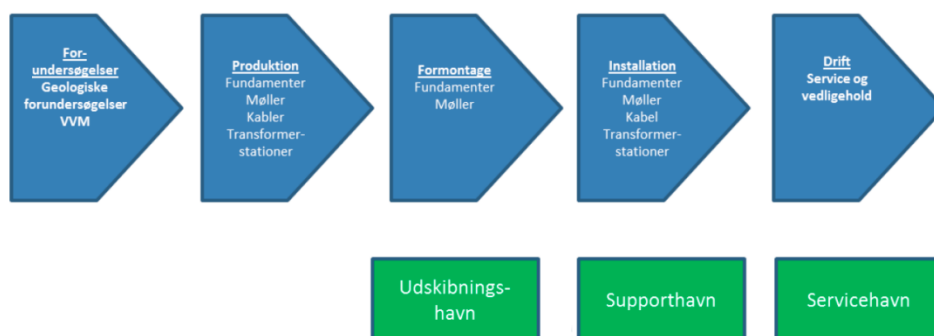 For-
undersøgelser
Geologiske
forundersøgelser
VVM
Produktion
Fundamenter
Møller
Kabler
Transformer-
stationer
Formontage
Fundamenter
Møller
Installation
Fundamenter
Møller
Kabel
Transformer-
stationer
Drift
Service og
vedligehold
Udskibnings-
havn
Supporthavn
Servicehavn